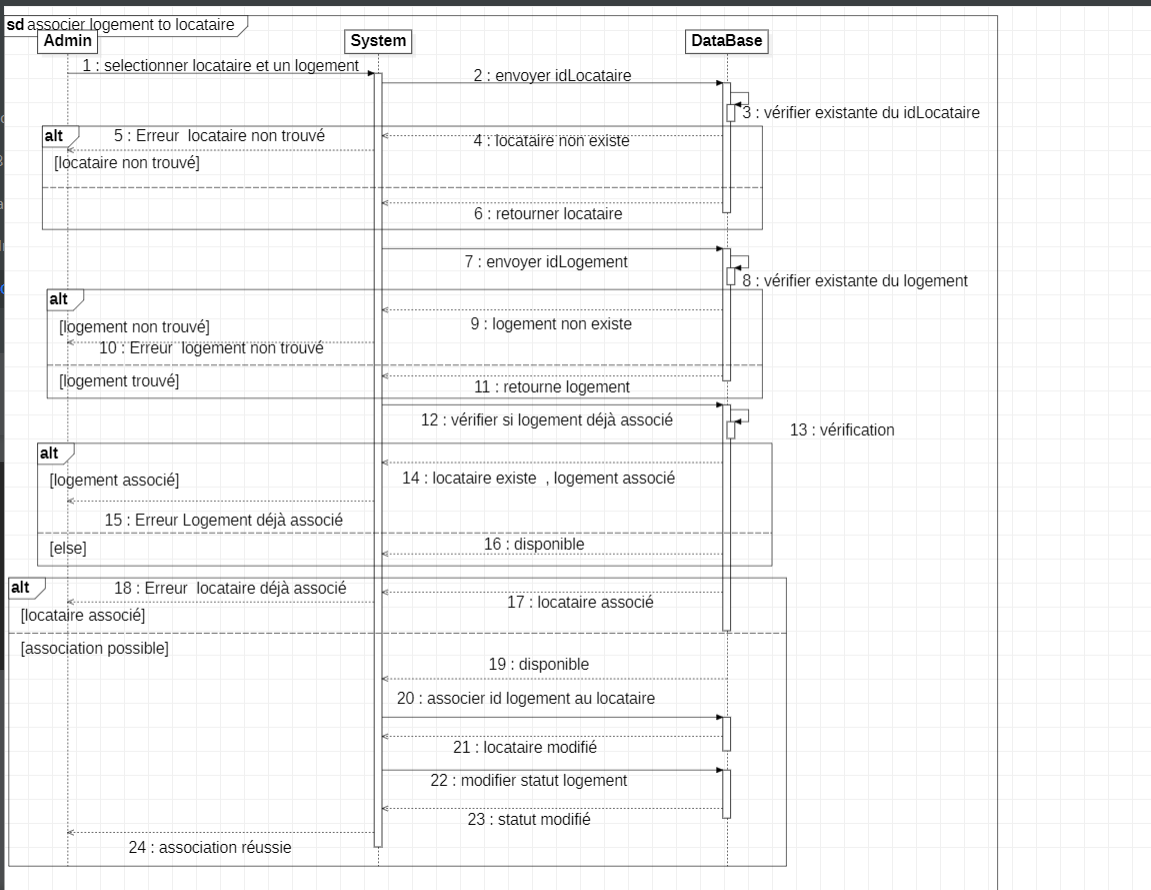 sd associer logement to locataire
Admin
System
DataBase
1 : selectionner locataire et un logement
2 : envoyer idLocataire
3 : vérifier existante du idLocataire
alt
5 : Erreur  locataire non trouvé
4 : locataire non existe
[locataire non trouvé]
6 : retourner locataire
7 : envoyer idLogement
8 : vérifier existante du logement
alt
9 : logement non existe
[logement non trouvé]
10 : Erreur  logement non trouvé
[logement trouvé]
11 : retourne logement
12 : vérifier si logement déjà associé
13 : vérification
alt
14 : locataire existe  , logement associé
[logement associé]
15 : Erreur Logement déjà associé
16 : disponible
[else]
alt
18 : Erreur  locataire déjà associé
17 : locataire associé
[locataire associé]
[association possible]
19 : disponible
20 : associer id logement au locataire
21 : locataire modifié
22 : modifier statut logement
23 : statut modifié
24 : association réussie